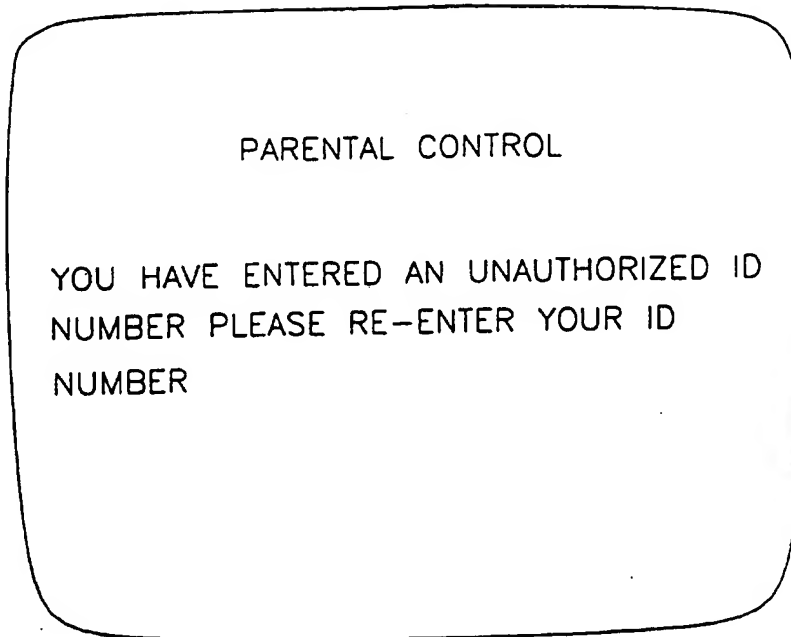 PARENTAL CONTROL
YOU HAVE ENTERED AN UNAUTHORIZED ID
NUMBER PLEASE RE-ENTER YOUR ID
NUMBER